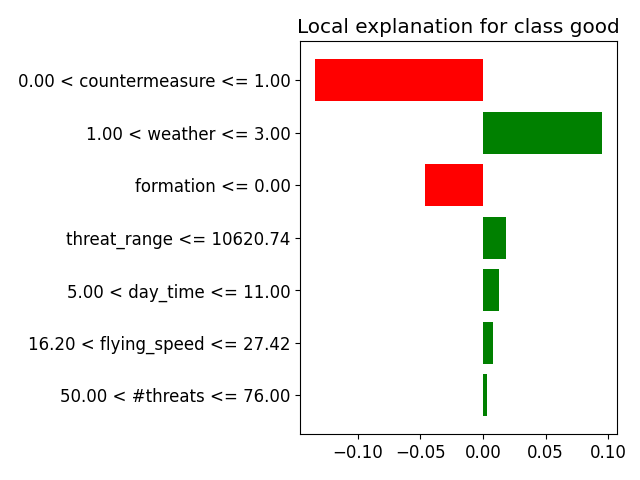 Local explanation for class good
0.00 < countermeasure <= 1.00
1.00 < weather <= 3.00
formation <= 0.00
threat_range <= 10620.74
5.00 < day_time <= 11.00
16.20 < flying_speed <= 27.42
50.00 < #threats <= 76.00
−0.10 −0.05 0.00 0.05 0.10